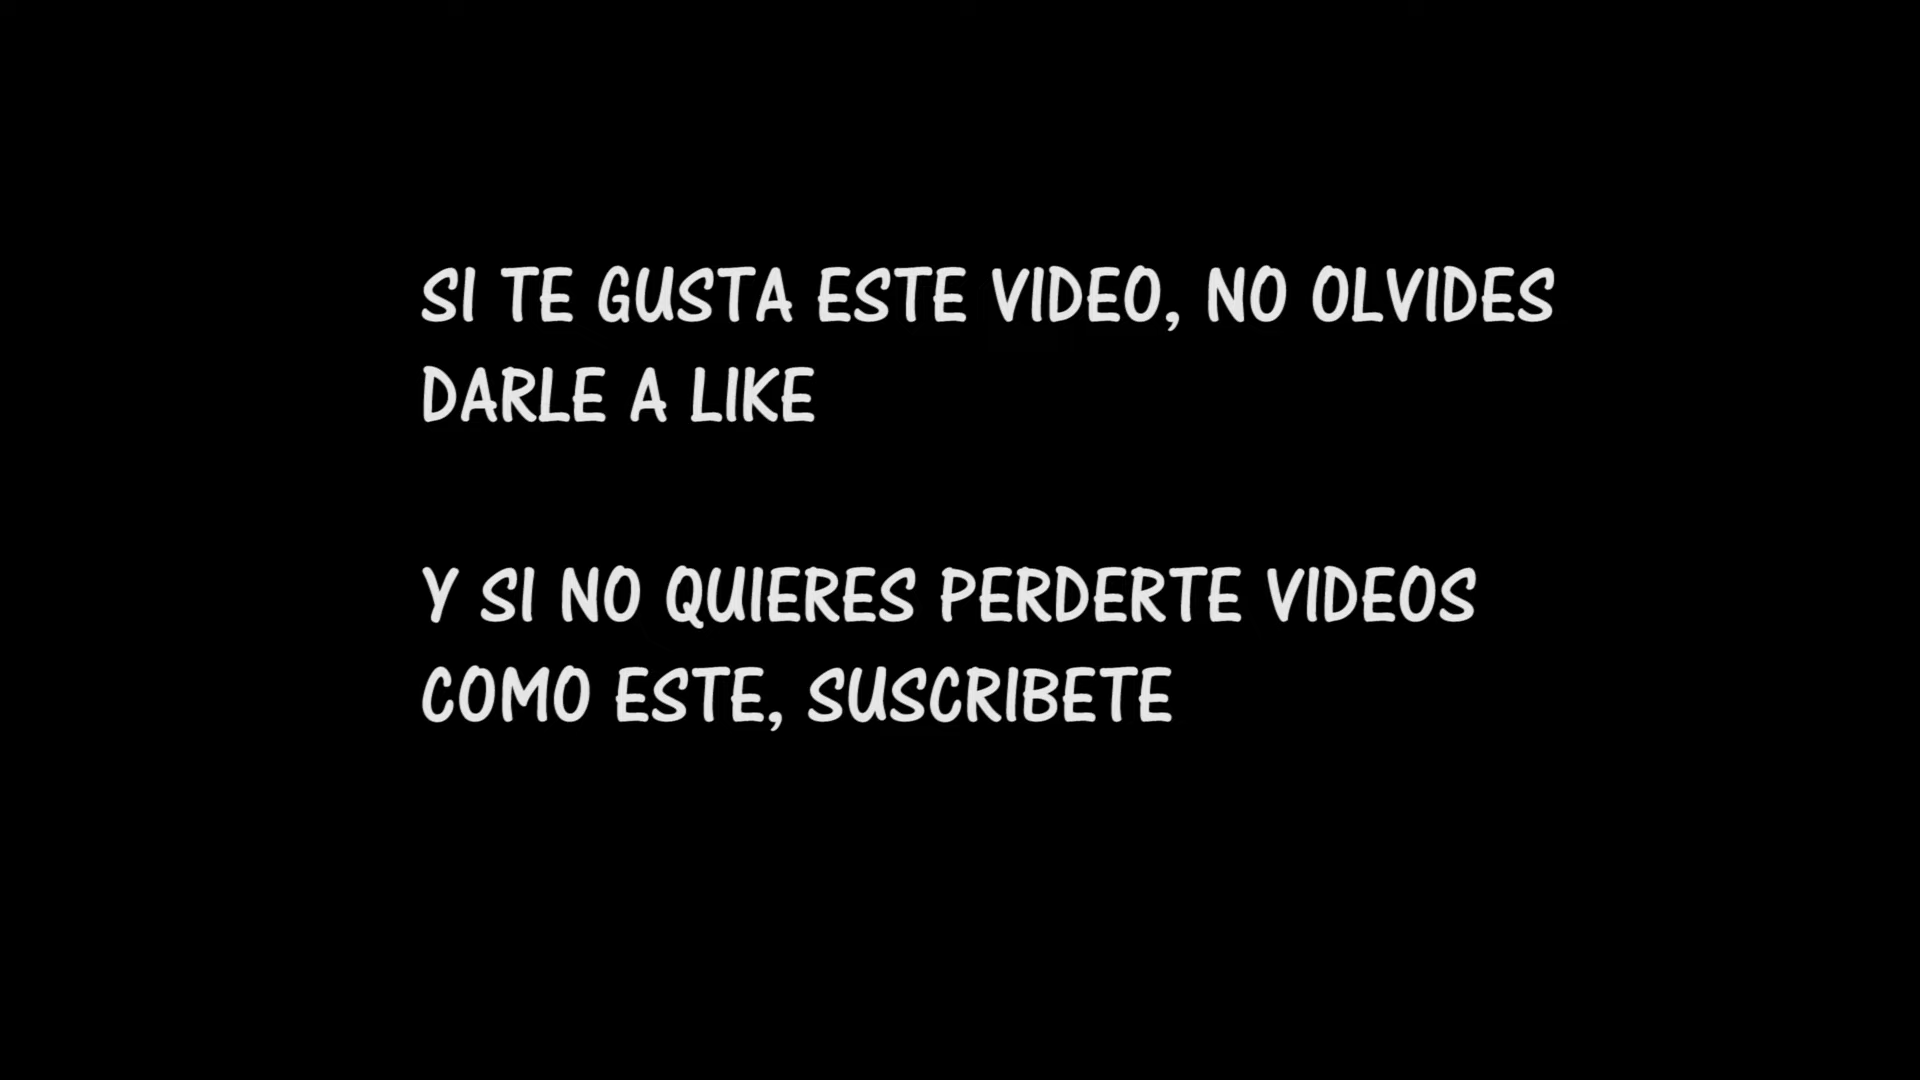 SI TE GUSTA ESTE VIDEO, NO OLVIDES
DARLE A LIKE
Y SI NO QUIERES PERDERTE VIDEOS
COMO ESTE, SUSCRIBETE